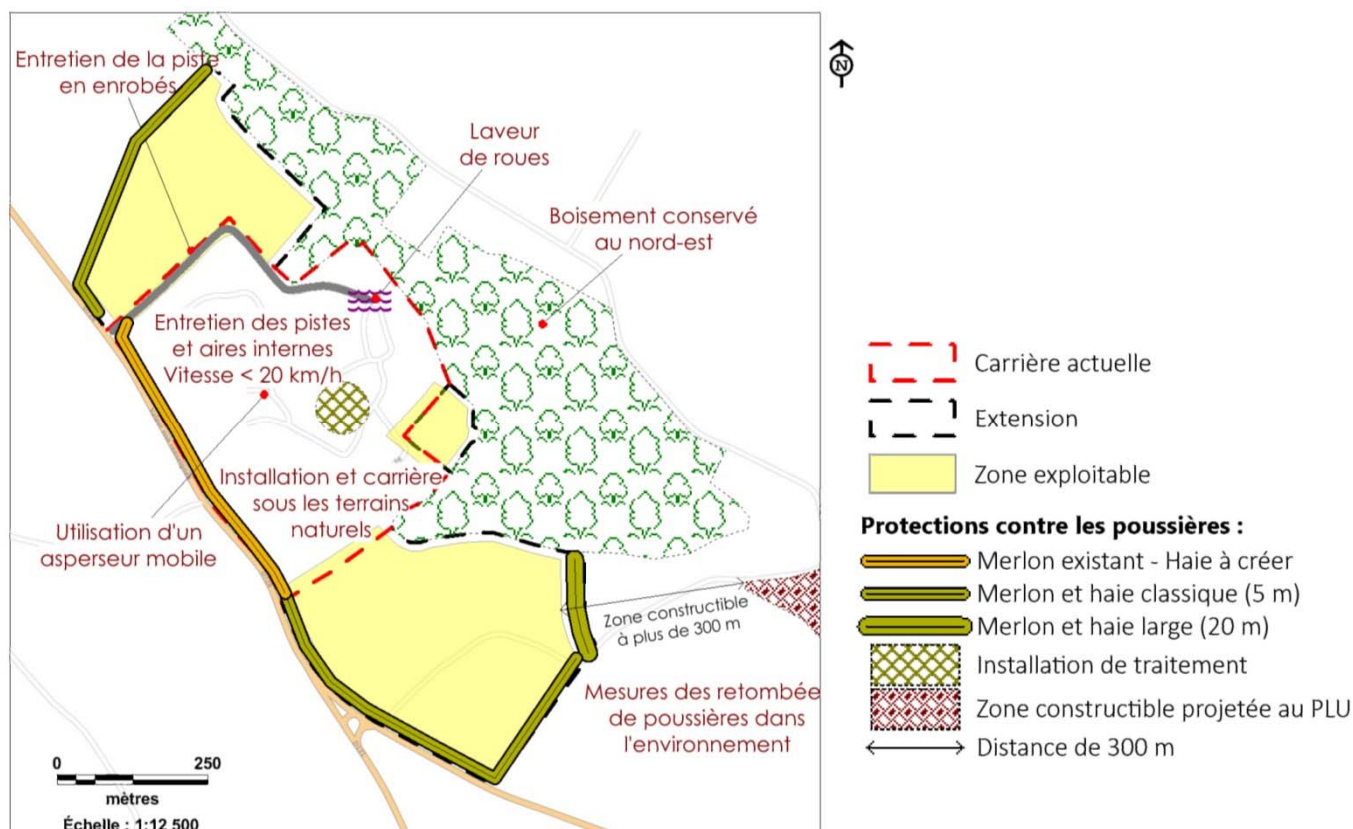 Entretien de la piste
en enrobés
Laveur
de roues
Boisement conservé
au nord-est
Entretien des pistes
et aires internes
Vitesse < 20 km/h
Installation et carrière
sous les terrains
naturels
Utilisation d'un
asperseur mobile
Zone constructible
à plus de 300 m
Mesures des retombée
de poussières dans
l'environnement
0 250
mètres
Échelle : 1:12 500
N
Carrière actuelle
Extension
Zone exploitable
Protections contre les poussières :
Merlon existant - Haie à créer
Merlon et haie classique (5 m)
Merlon et haie large (20 m)
Installation de traitement
Zone constructible projetée au PLU
Distance de 300 m